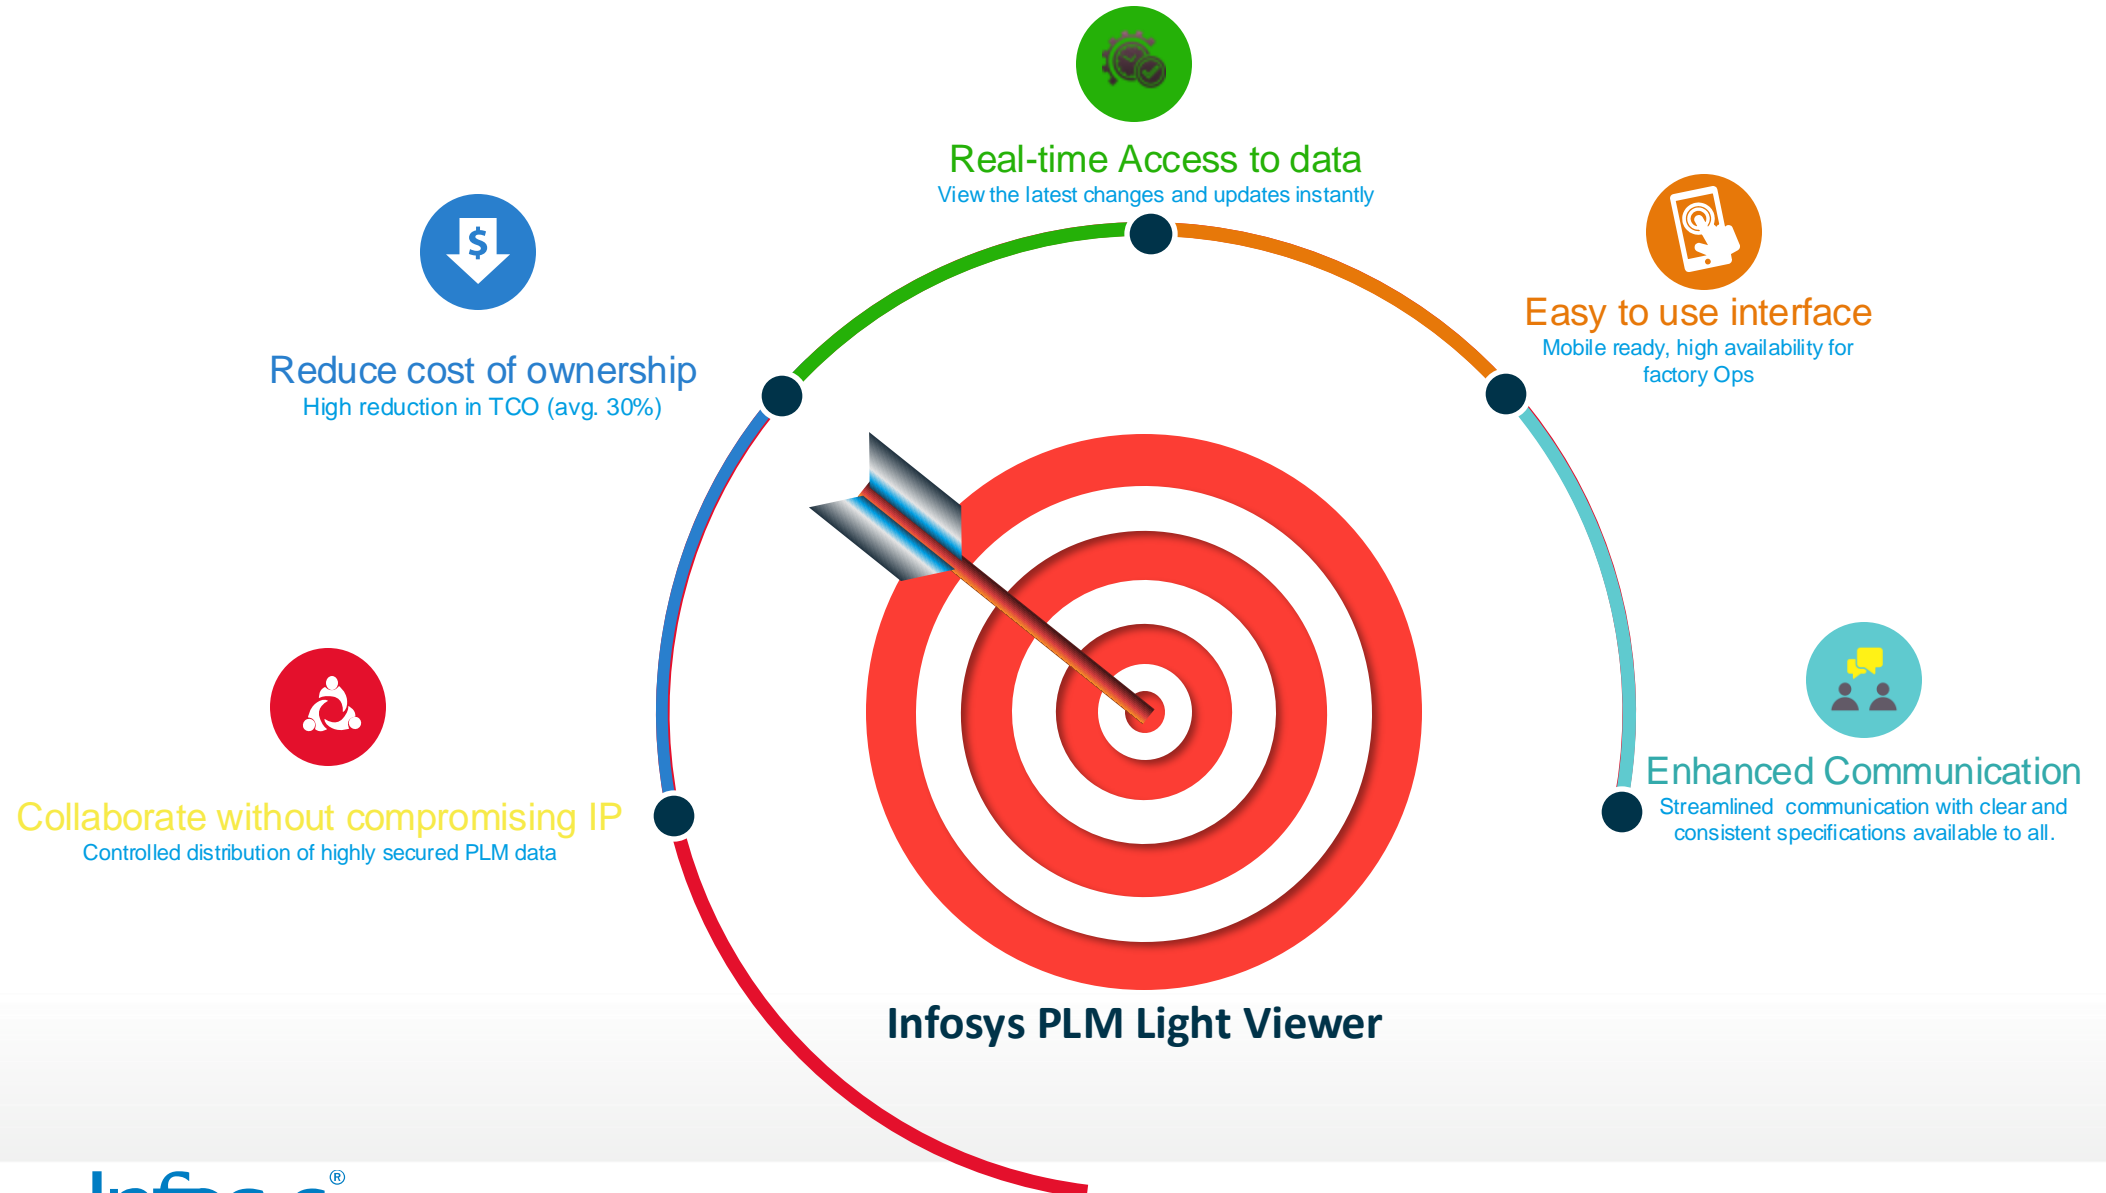 Real-time Access to data
View the latest changes and updates instantly
$
Reduce cost of ownership
High reduction in TCO (avg. 30%)
Easy to use interface
Mobile ready, high availability for
factory Ops
Collaborate without compromising IP
Controlled distribution of highly secured PLM data
Enhanced Communication
Streamlined communication with clear and
consistent specifications available to all.
Infosys PLM Light Viewer
Infosys®